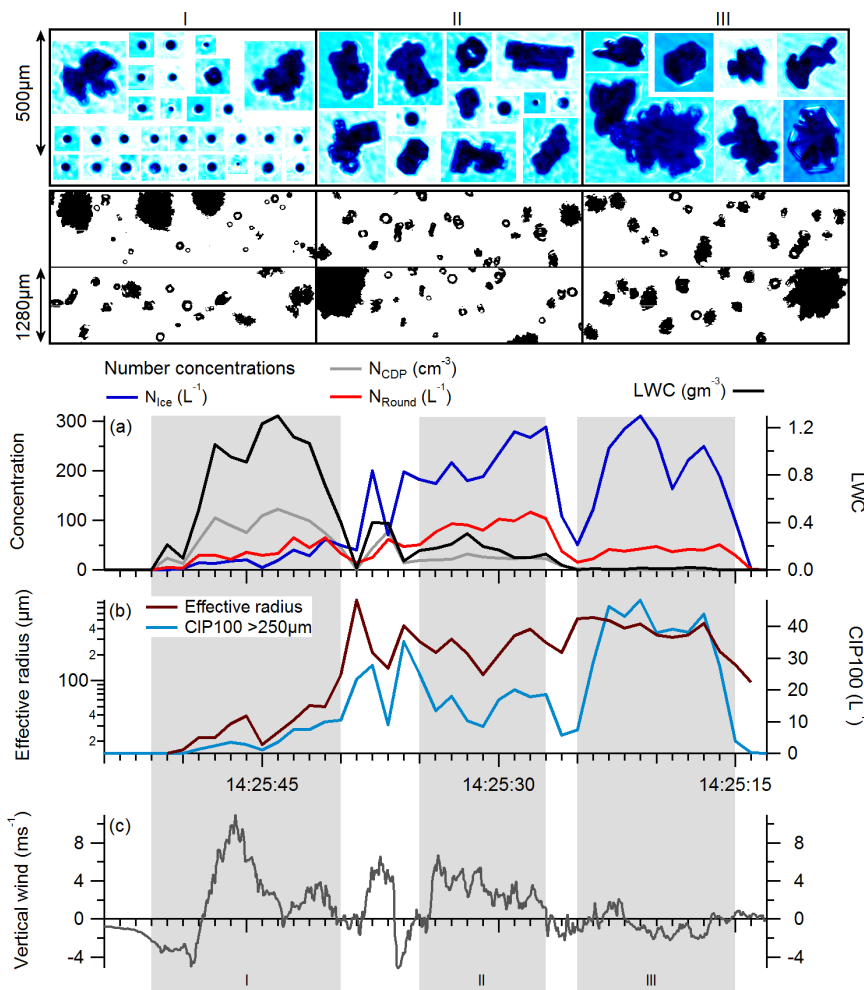 I II III
500µm
1280µm
Number concentrations
N_CDP (cm⁻³)
N_Ice (L⁻¹)
N_Round (L⁻¹)
LWC (gm⁻³)
(a)
Concentration
300
200
100
0
LWC
1.2
0.8
0.4
0.0
(b)
Effective radius
CIP100 >250µm
Effective radius (µm)
4
2
100
4
2
CIP100 (L⁻¹)
40
30
20
10
0
14:25:45 14:25:30 14:25:15
(c)
Vertical wind (ms⁻¹)
8
4
0
-4
8
4
0
-4
I II III